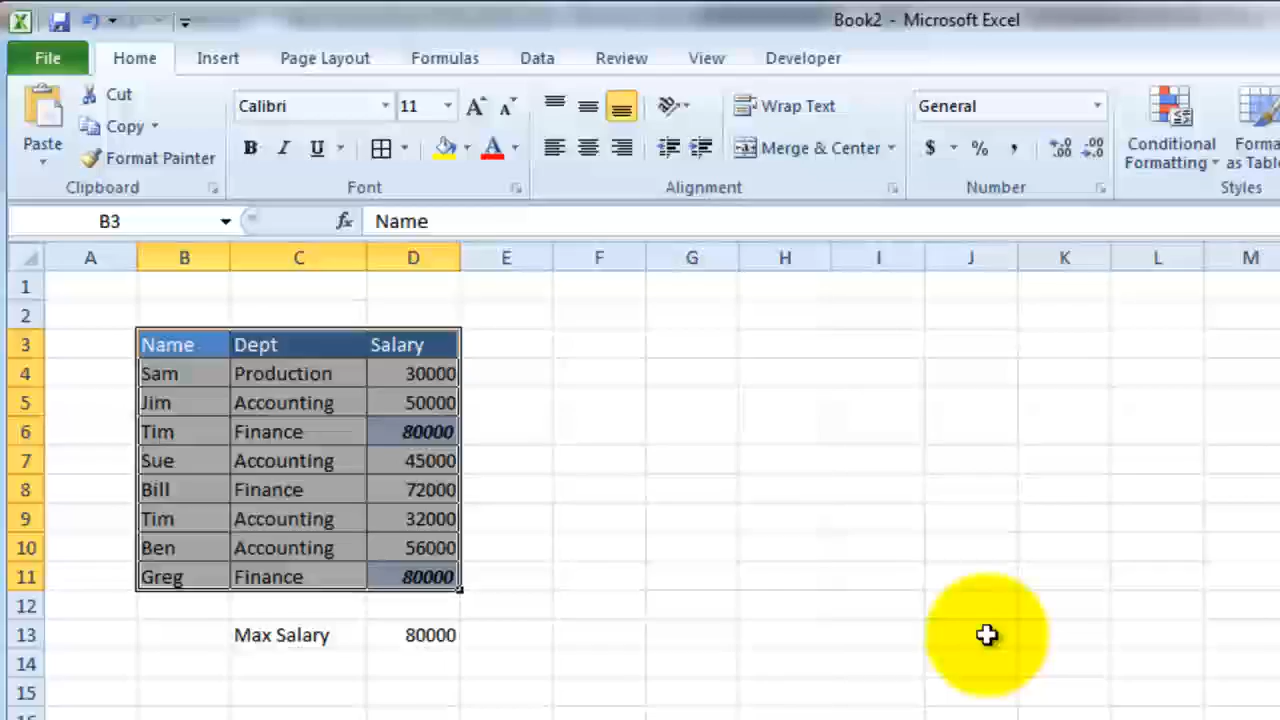 Book2 - Microsoft Excel
File Home Insert Page Layout Formulas Data Review View Developer
Cut
Calibri 11 Wrap Text General
Copy
Paste
B I U A Merge & Center $ % , Conditional Formatting
Format Painter
Clipboard Font Alignment Number Styles
B3 fx Name
A B C D E F G H I J K L M
1
2
3 Name Dept Salary
4 Sam Production 30000
5 Jim Accounting 50000
6 Tim Finance 80000
7 Sue Accounting 45000
8 Bill Finance 72000
9 Tim Accounting 32000
10 Ben Accounting 56000
11 Greg Finance 80000
12
13 Max Salary 80000
14
15